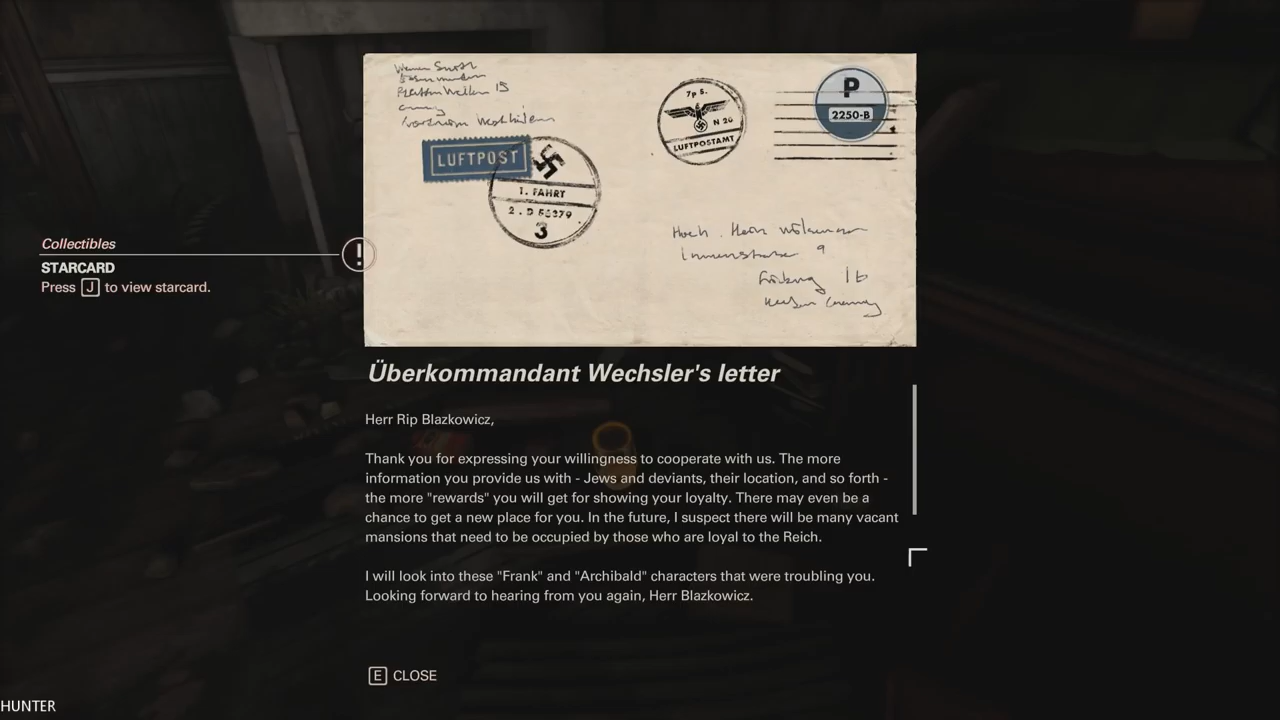 LUFTPOST
1. FAHRT
3
7p 5.
N 26
LUFTPOSTAMT
P
2250-B
Collectibles
STARCARD
Press J to view starcard.
Überkommandant Wechsler's letter
Herr Rip Blazkowicz,
Thank you for expressing your willingness to cooperate with us. The more
information you provide us with - Jews and deviants, their location, and so forth -
the more "rewards" you will get for showing your loyalty. There may even be a
chance to get a new place for you. In the future, I suspect there will be many vacant
mansions that need to be occupied by those who are loyal to the Reich.
I will look into these "Frank" and "Archibald" characters that were troubling you.
Looking forward to hearing from you again, Herr Blazkowicz.
E CLOSE
HUNTER